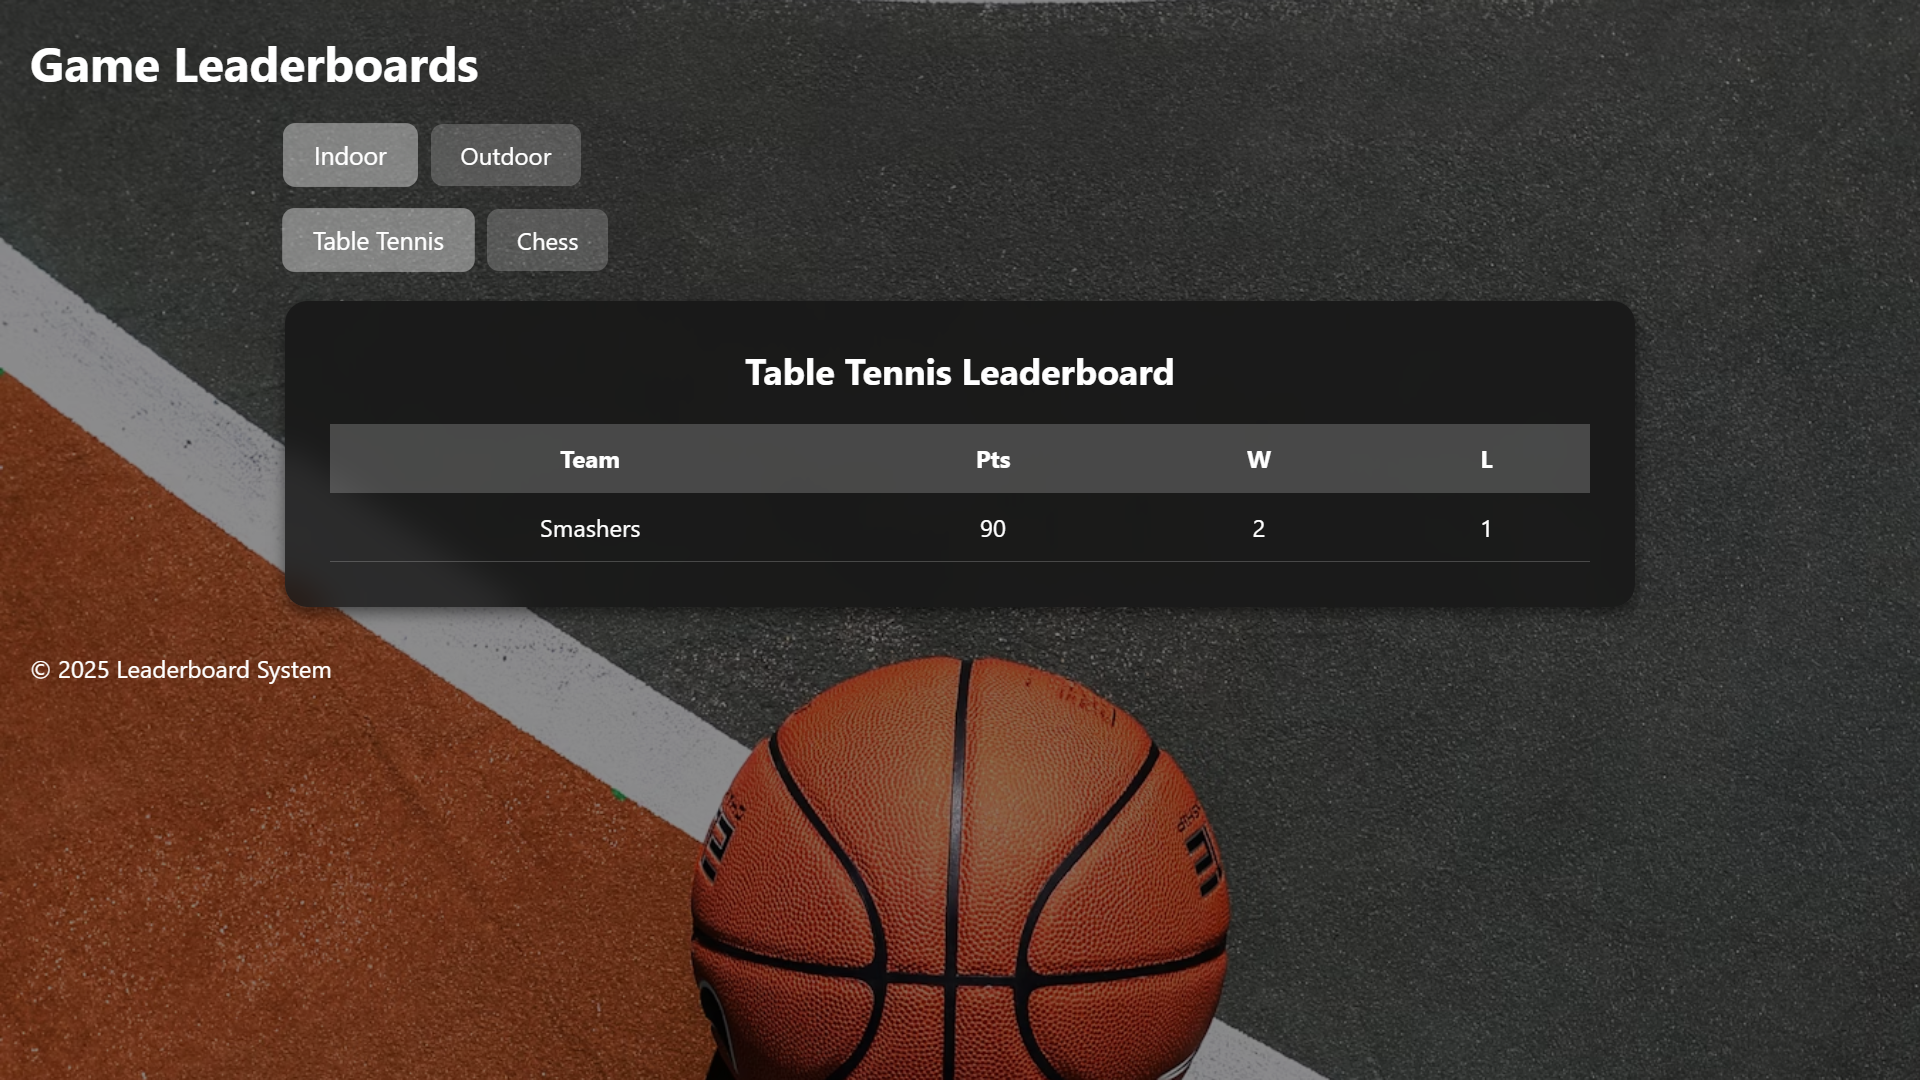 Game Leaderboards
Indoor Outdoor
Table Tennis Chess
Table Tennis Leaderboard
Team Pts W L
Smashers 90 2 1
© 2025 Leaderboard System